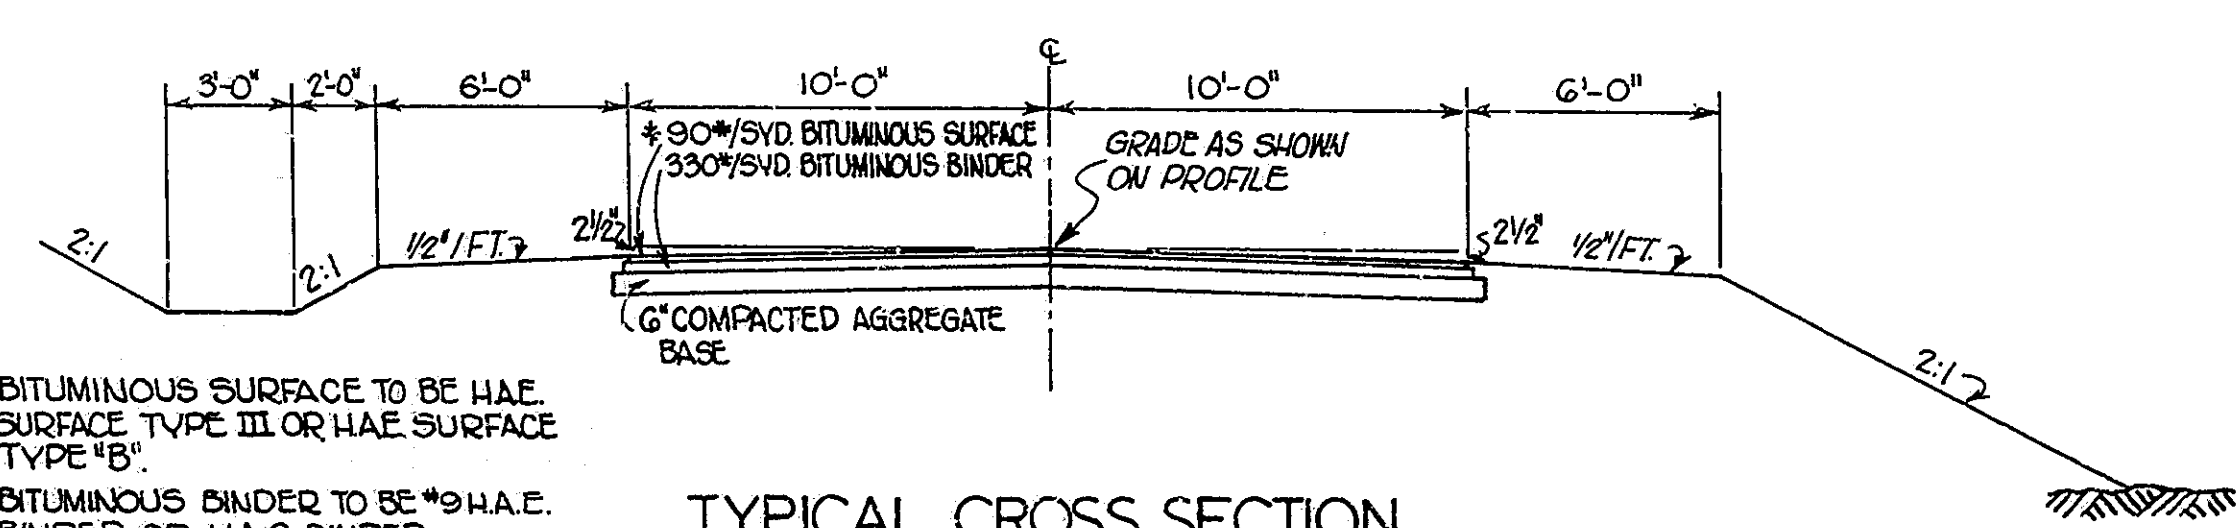 ℄
3'-0" 2'-0" 6'-0" 10'-0" 10'-0" 6'-0"
* 90#/SYD. BITUMINOUS SURFACE
330#/SYD. BITUMINOUS BINDER
GRADE AS SHOWN
ON PROFILE
2:1
2:1
1/2"/FT.
2 1/2"
2 1/2"
1/2"/FT.
6" COMPACTED AGGREGATE
BASE
2:1
BITUMINOUS SURFACE TO BE H.A.E.
SURFACE TYPE III OR H.A.E. SURFACE
TYPE "B".
BITUMINOUS BINDER TO BE #9 H.A.E.
BINDER OR H.A.C. BINDER
TYPICAL CROSS SECTION